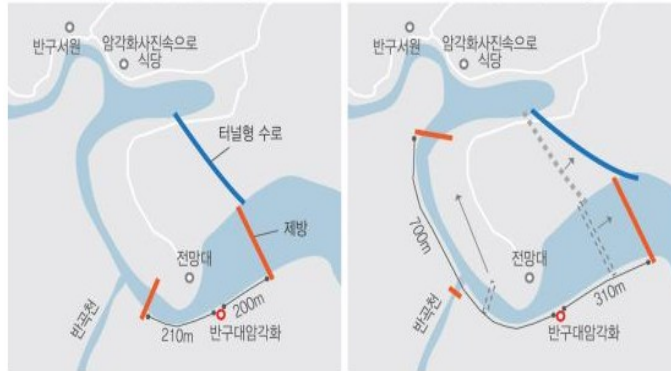 반구서원
암각화사진속으로
식당
터널형 수로
제방
전망대
반곡천
200m
210m
반구대암각화
반구서원
암각화사진속으로
식당
700m
전망대
반곡천
310m
반구대암각화